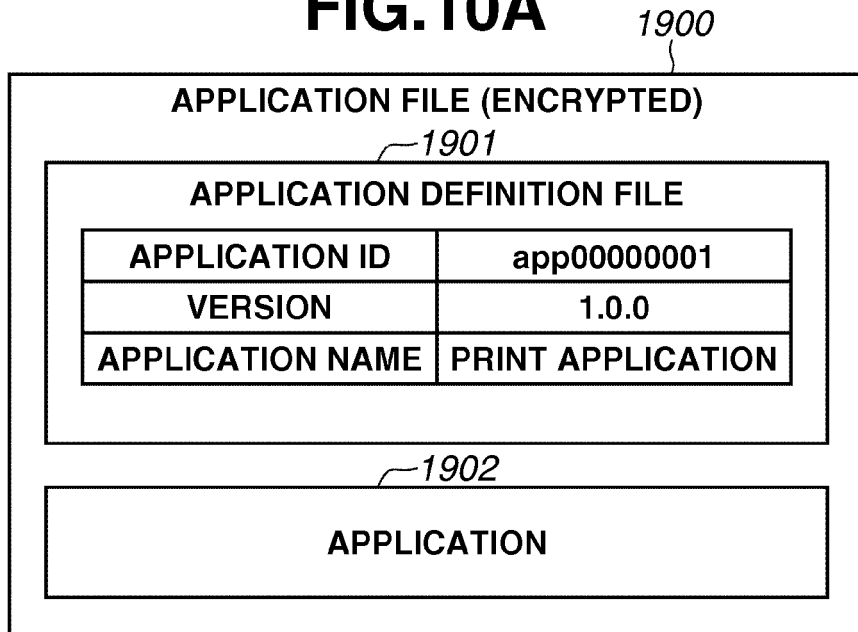 FIG.10A
1900
APPLICATION FILE (ENCRYPTED)
1901
APPLICATION DEFINITION FILE
APPLICATION ID app00000001
VERSION 1.0.0
APPLICATION NAME PRINT APPLICATION
1902
APPLICATION